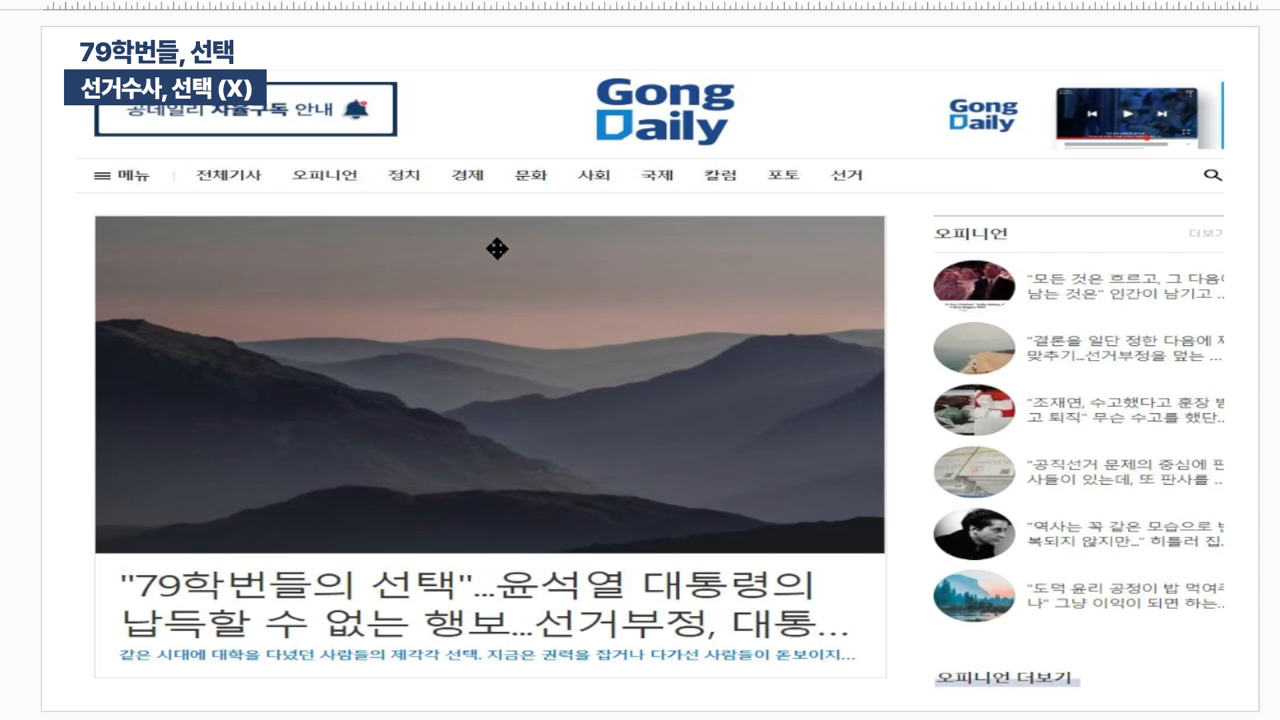 79학번들, 선택
선거수사, 선택 (X)
공데일리 자율구독 안내
Gong
Daily
Gong
Daily
메뉴 전체기사 오피니언 정치 경제 문화 사회 국제 칼럼 포토 선거
"79학번들의 선택"...윤석열 대통령의
납득할 수 없는 행보...선거부정, 대통...
같은 시대에 대학을 다녔던 사람들의 제각각 선택. 지금은 권력을 잡거나 다가선 사람들이 돋보이지...
오피니언 더보기
"모든 것은 흐르고, 그 다음에
남는 것은" 인간이 남기고 ...
"결론을 일단 정한 다음에
맞추기...선거부정을 덮는 ...
"조재연, 수고했다고 훈장
고 퇴직" 무슨 수고를 했단...
"공직선거 문제의 중심에 판
사들이 있는데, 또 판사를 ...
"역사는 꼭 같은 모습으로 반
복되지 않지만..." 히틀러 집...
"도덕 윤리 공정이 밥 먹여주
나" 그냥 이익이 되면 하는...
오피니언 더보기